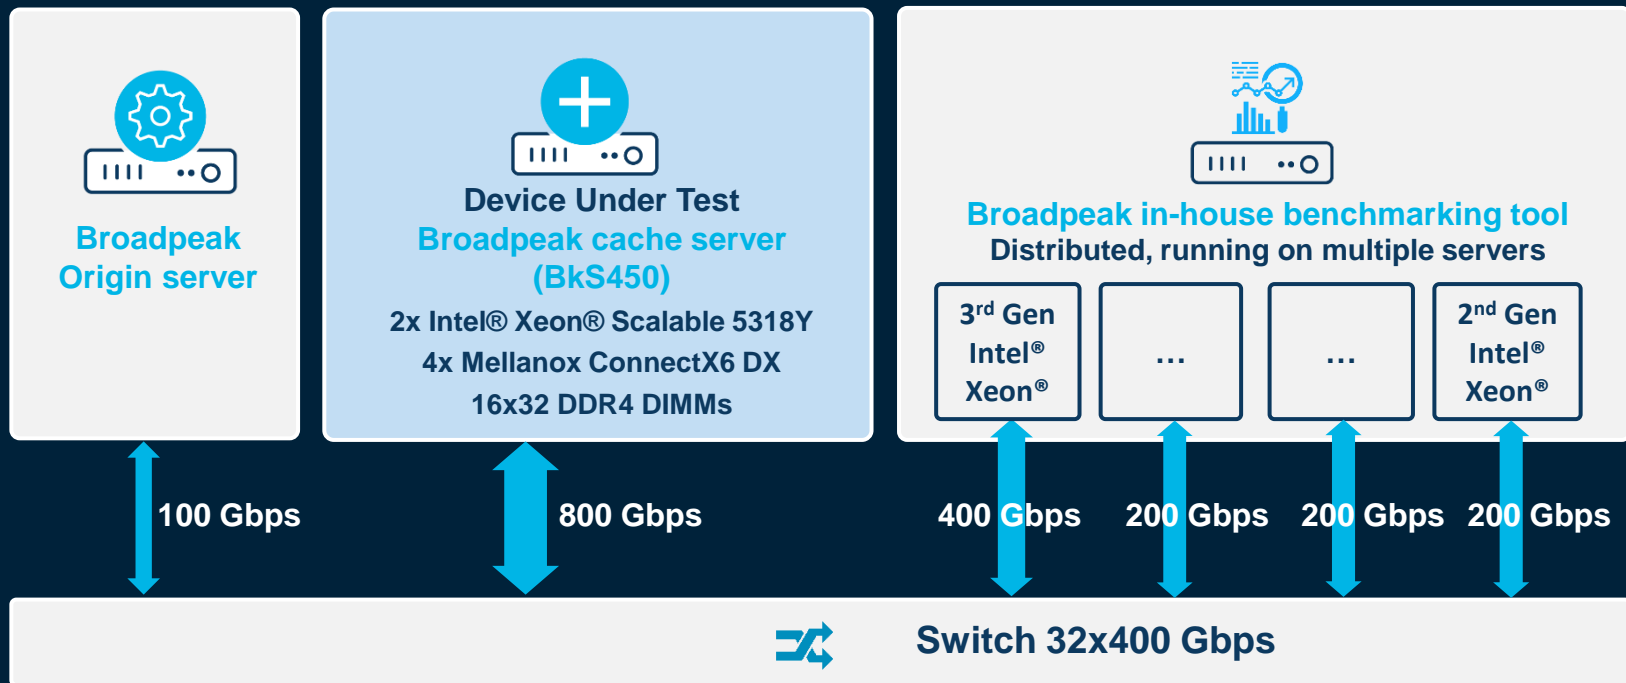 Broadpeak
Origin server
Device Under Test
Broadpeak cache server
(BkS450)
2x Intel® Xeon® Scalable 5318Y
4x Mellanox ConnectX6 DX
16x32 DDR4 DIMMs
Broadpeak in-house benchmarking tool
Distributed, running on multiple servers
3rd Gen
Intel®
Xeon®
...
...
2nd Gen
Intel®
Xeon®
100 Gbps
800 Gbps
400 Gbps
200 Gbps
200 Gbps
200 Gbps
Switch 32x400 Gbps